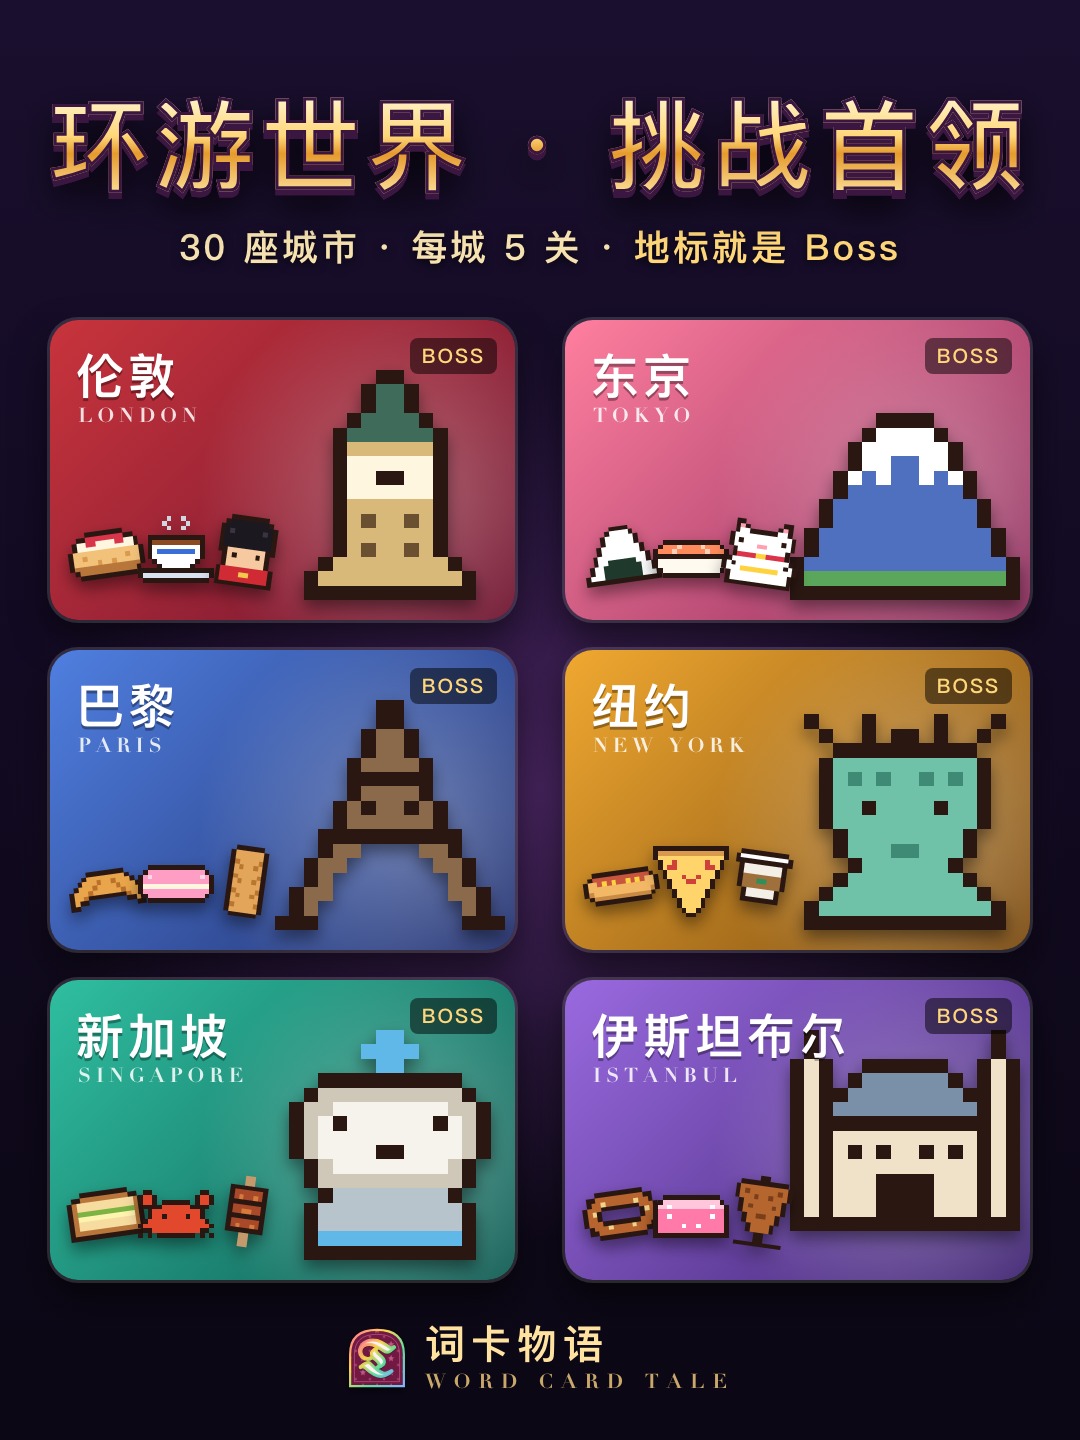 环游世界 · 挑战首领
30 座城市 · 每城 5 关 · 地标就是 Boss
伦敦
LONDON
BOSS
东京
TOKYO
BOSS
巴黎
PARIS
BOSS
纽约
NEW YORK
BOSS
新加坡
SINGAPORE
BOSS
伊斯坦布尔
ISTANBUL
BOSS
词卡物语
WORD CARD TALE